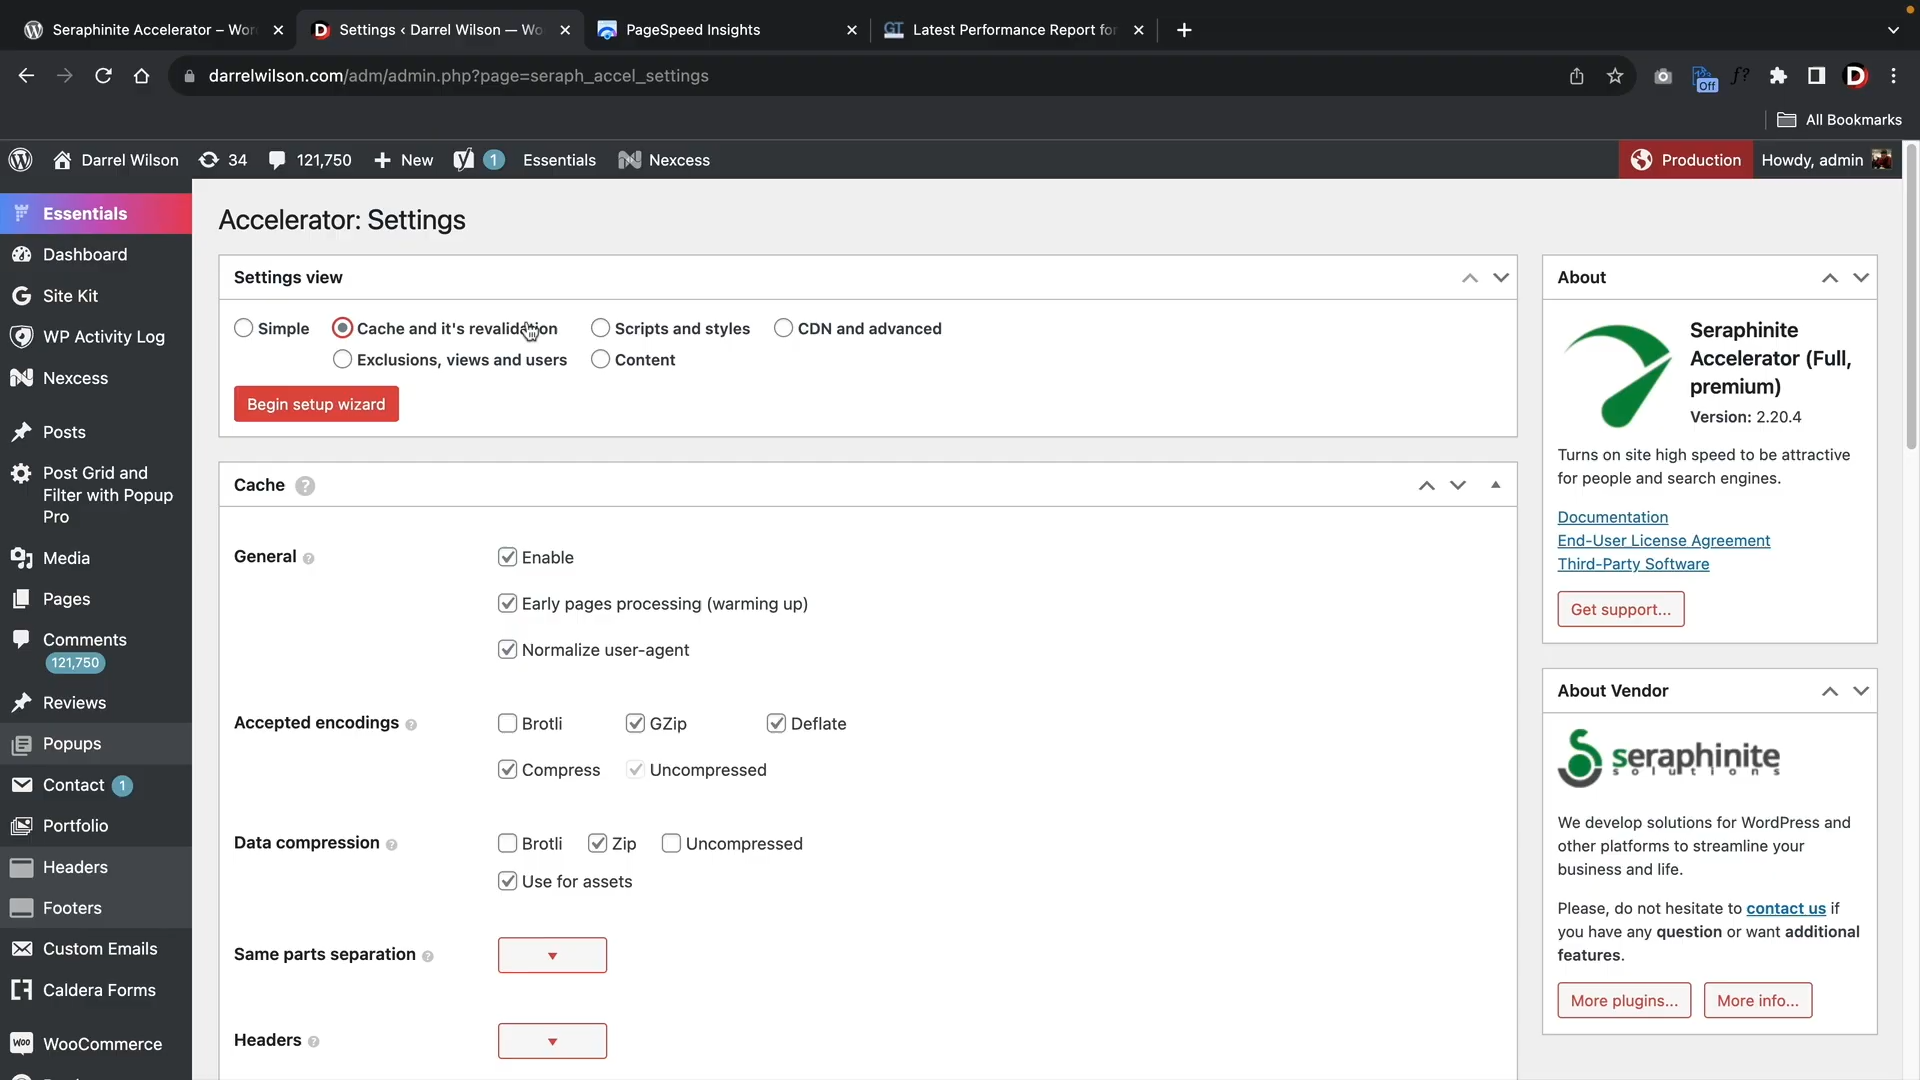 Seraphinite Accelerator – Wor
Settings ‹ Darrel Wilson — Wo
PageSpeed Insights
GT Latest Performance Report for
darrelwilson.com/adm/admin.php?page=seraph_accel_settings
Off
f?
D
All Bookmarks
Darrel Wilson
34
121,750
New
1
Essentials
Nexcess
Production
Howdy, admin
Essentials
Dashboard
Site Kit
WP Activity Log
Nexcess
Posts
Post Grid and
Filter with Popup
Pro
Media
Pages
Comments
121,750
Reviews
Popups
Contact 1
Portfolio
Headers
Footers
Custom Emails
Caldera Forms
WooCommerce
Accelerator: Settings
Settings view
Simple
Cache and it's revalidation
Scripts and styles
CDN and advanced
Exclusions, views and users
Content
Begin setup wizard
Cache ?
General ?
Enable
Early pages processing (warming up)
Normalize user-agent
Accepted encodings ?
Brotli
GZip
Deflate
Compress
Uncompressed
Data compression ?
Brotli
Zip
Uncompressed
Use for assets
Same parts separation ?
Headers ?
About
Seraphinite
Accelerator (Full,
premium)
Version: 2.20.4
Turns on site high speed to be attractive
for people and search engines.
Documentation
End-User License Agreement
Third-Party Software
Get support...
About Vendor
seraphinite
solutions
We develop solutions for WordPress and
other platforms to streamline your
business and life.
Please, do not hesitate to contact us if
you have any question or want additional
features.
More plugins...
More info...